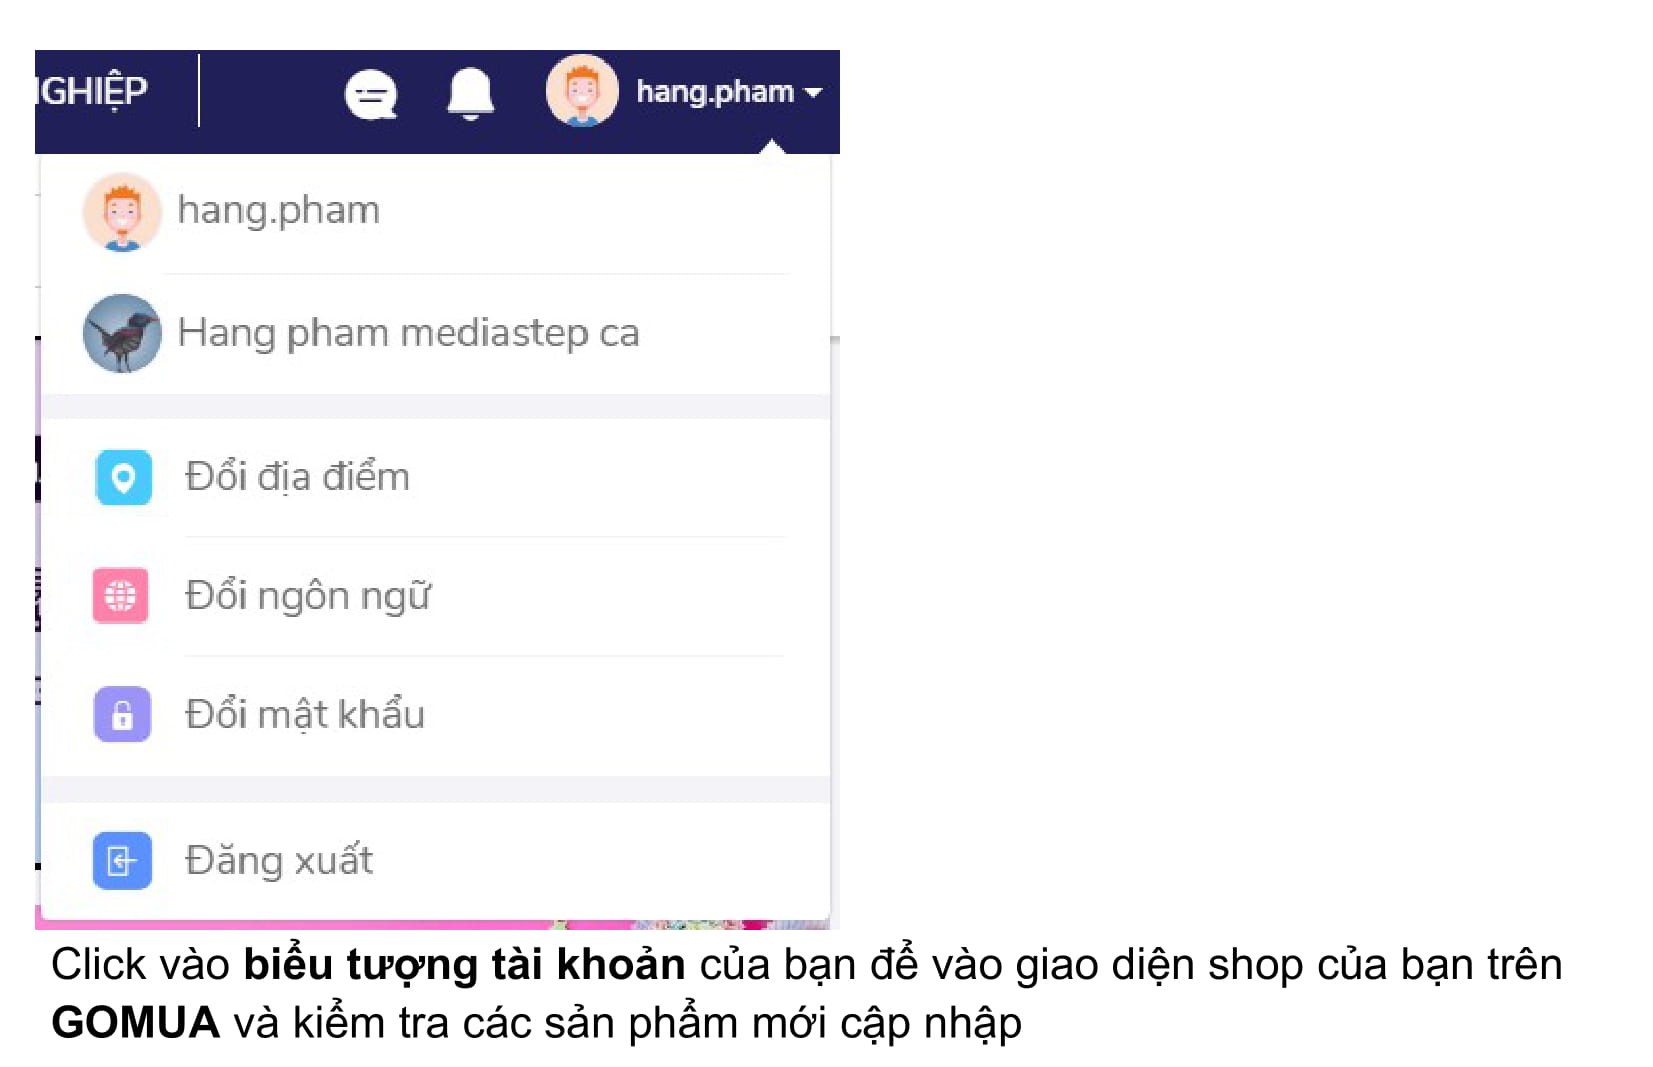 NGHIỆP
hang.pham
hang.pham
Hang pham mediastep ca
Đổi địa điểm
Đổi ngôn ngữ
Đổi mật khẩu
Đăng xuất
Click vào biểu tượng tài khoản của bạn để vào giao diện shop của bạn trên
GOMUA và kiểm tra các sản phẩm mới cập nhập